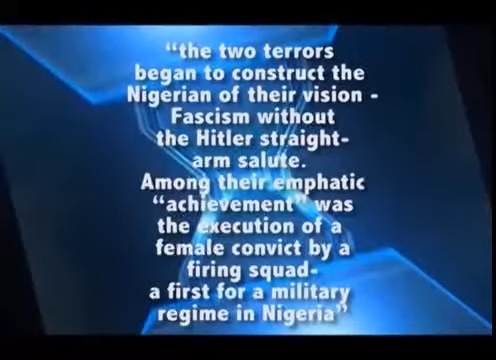 “the two terrors
began to construct the
Nigerian of their vision -
Fascism without
the Hitler straight-
arm salute.
Among their emphatic
“achievement” was
the execution of a
female convict by a
firing squad-
a first for a military
regime in Nigeria”